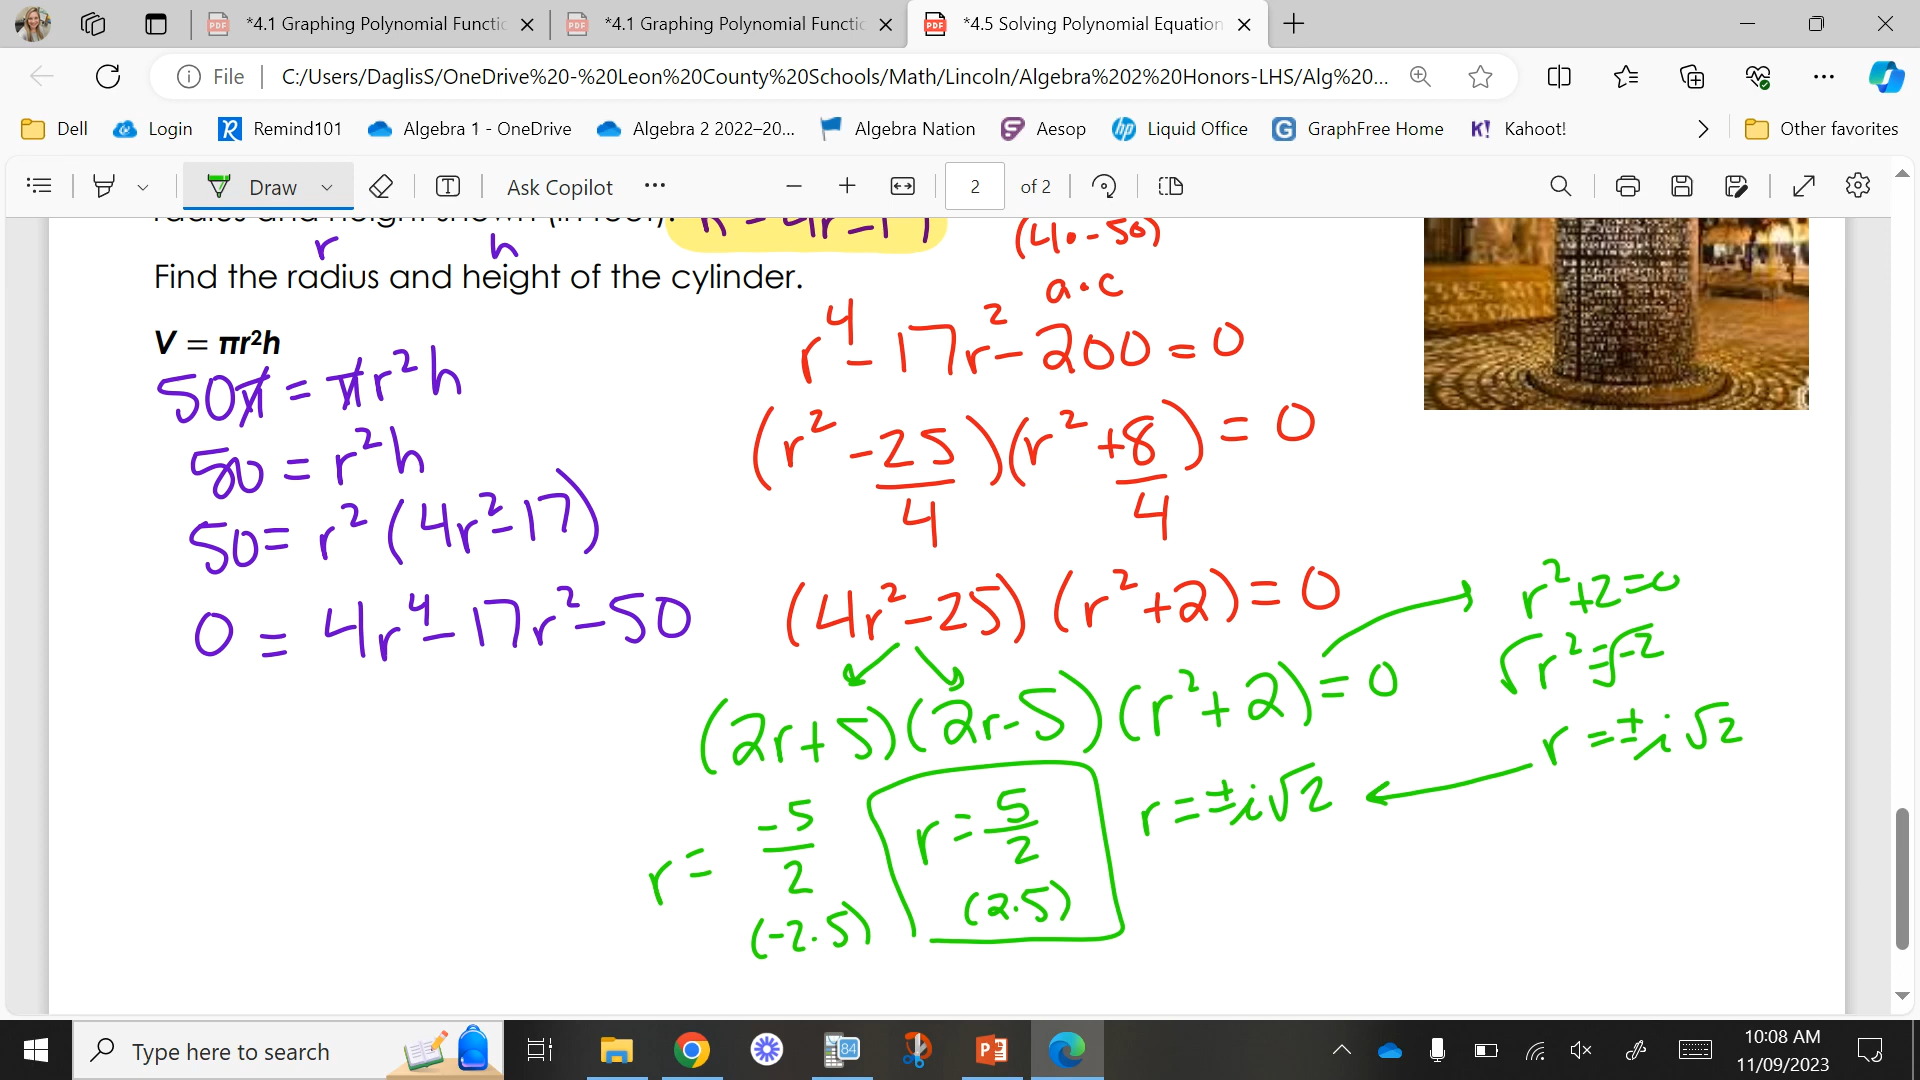 *4.1 Graphing Polynomial Functio
*4.1 Graphing Polynomial Functio
*4.5 Solving Polynomial Equation
File
C:/Users/DaglisS/OneDrive%20-%20Leon%20County%20Schools/Math/Lincoln/Algebra%202%20Honors-LHS/Alg%20...
Dell
Login
Remind101
Algebra 1 - OneDrive
Algebra 2 2022–20...
Algebra Nation
Aesop
Liquid Office
GraphFree Home
Kahoot!
Other favorites
Draw
Ask Copilot
2
of 2
(4·-50)
r h
Find the radius and height of the cylinder.
a·c
V = πr²h
50π = πr²h
50 = r²h
50 = r²(4r²-17)
0 = 4r⁴-17r²-50
r⁴-17r²-200=0
(r²-25/4)(r²+8/4)=0
(4r²-25)(r²+2)=0
(2r+5)(2r-5)(r²+2)=0
r²+2=0
√r²=√-2
r=±i√2
r=-5/2
(-2.5)
r=5/2
(2.5)
r=±i√2
Type here to search
84
10:08 AM
11/09/2023